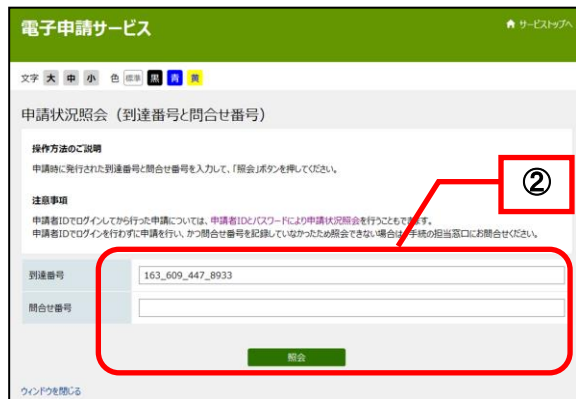 電子申請サービス
サービストップへ
文字 大 中 小 色 標準 黒 青 黄
申請状況照会（到達番号と問合せ番号）
操作方法のご説明
申請時に発行された到達番号と問合せ番号を入力して、「照会」ボタンを押してください。
②
注意事項
申請者IDでログインしてから行った申請については、申請者IDとパスワードにより申請状況照会を行うこともできます。
申請者IDでログインを行わずに申請を行い、かつ問合せ番号を記録していなかったため照会できない場合は、手続の担当窓口にお問合せください。
到達番号 163_609_447_8933
問合せ番号
照会
ウィンドウを閉じる